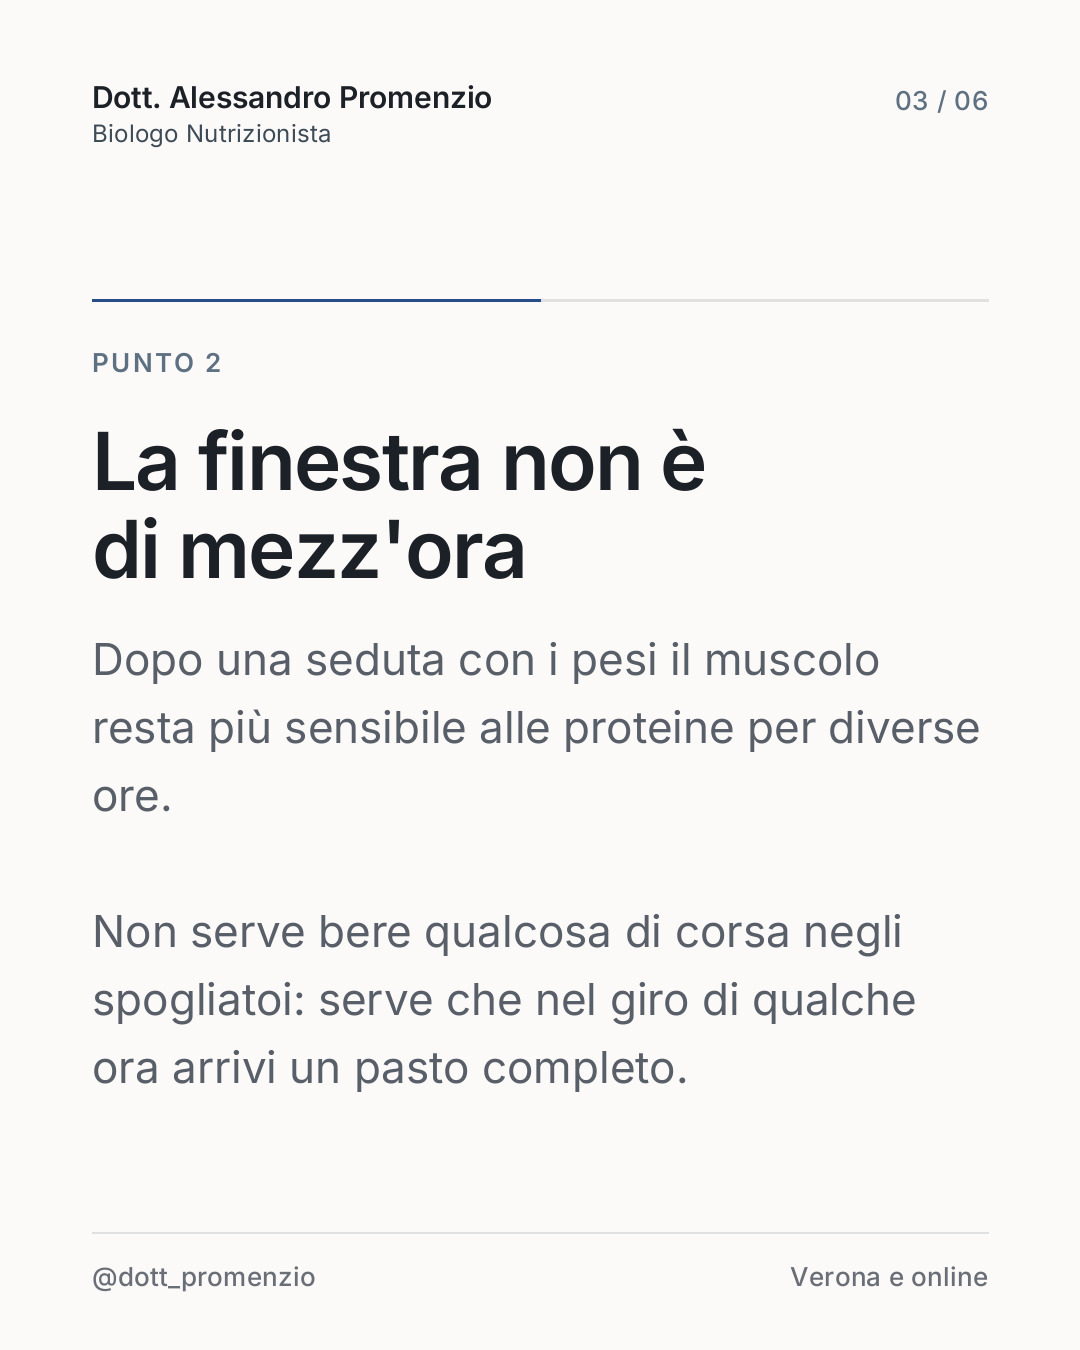 Dott. Alessandro Promenzio
Biologo Nutrizionista
03 / 06
PUNTO 2
La finestra non è
di mezz'ora
Dopo una seduta con i pesi il muscolo
resta più sensibile alle proteine per diverse
ore.
Non serve bere qualcosa di corsa negli
spogliatoi: serve che nel giro di qualche
ora arrivi un pasto completo.
@dott_promenzio
Verona e online